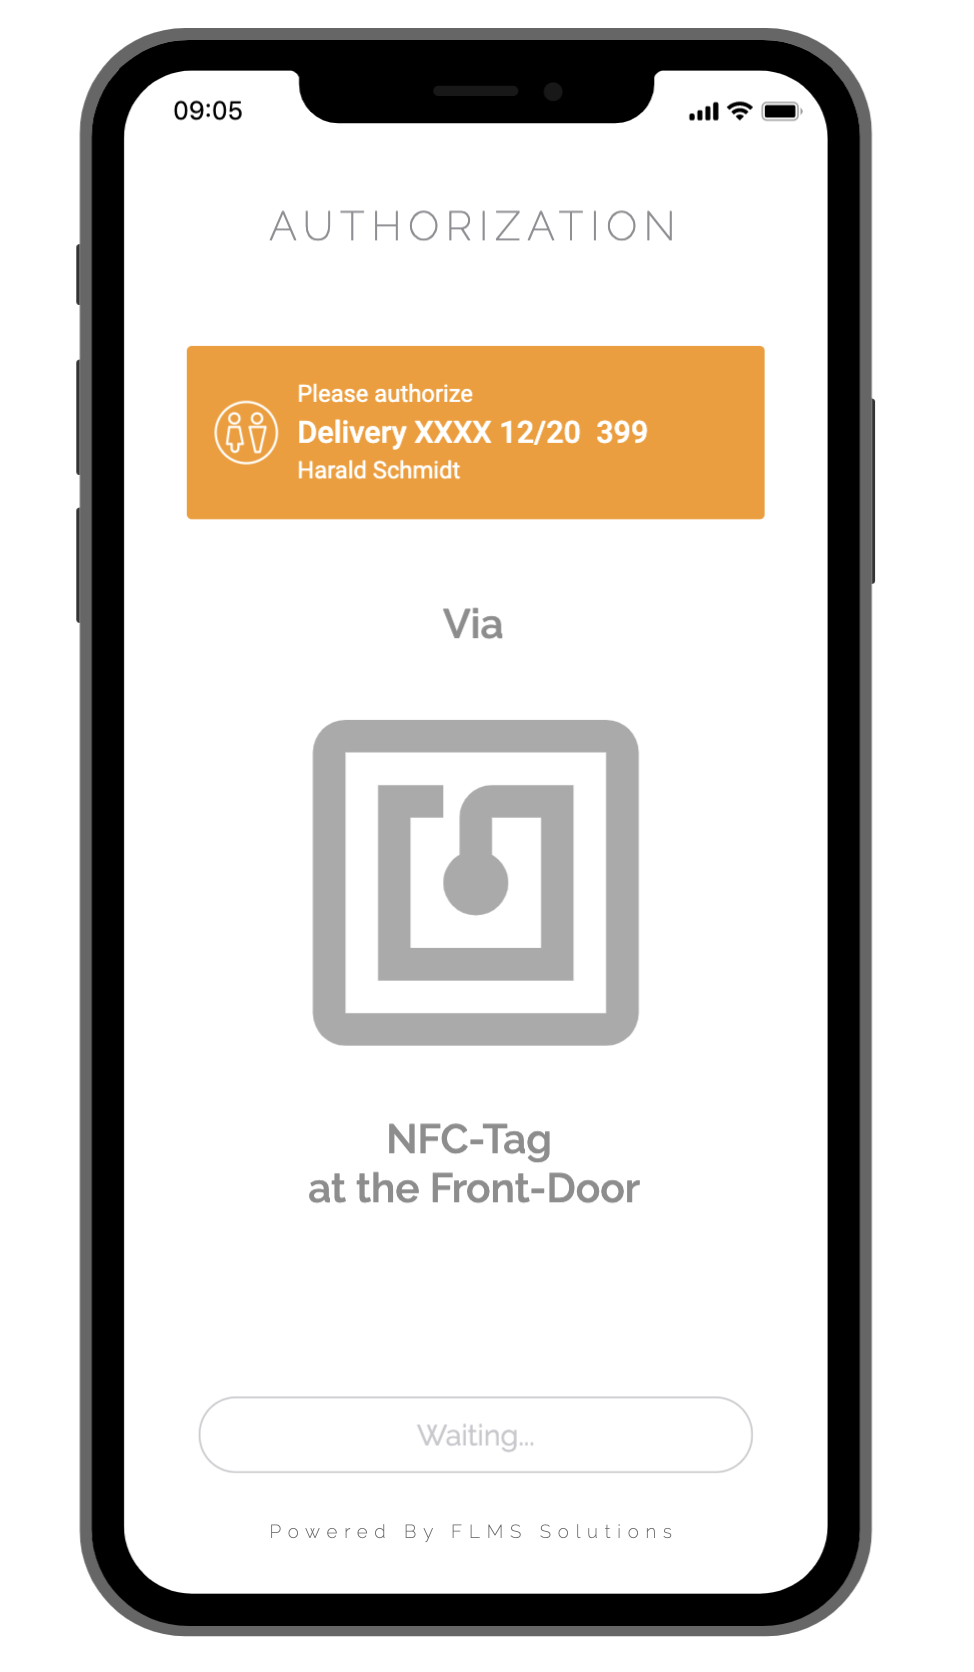 09:05
AUTHORIZATION
Please authorize
Delivery XXXX 12/20  399
Harald Schmidt
Via
NFC-Tag
at the Front-Door
Waiting...
Powered By FLMS Solutions